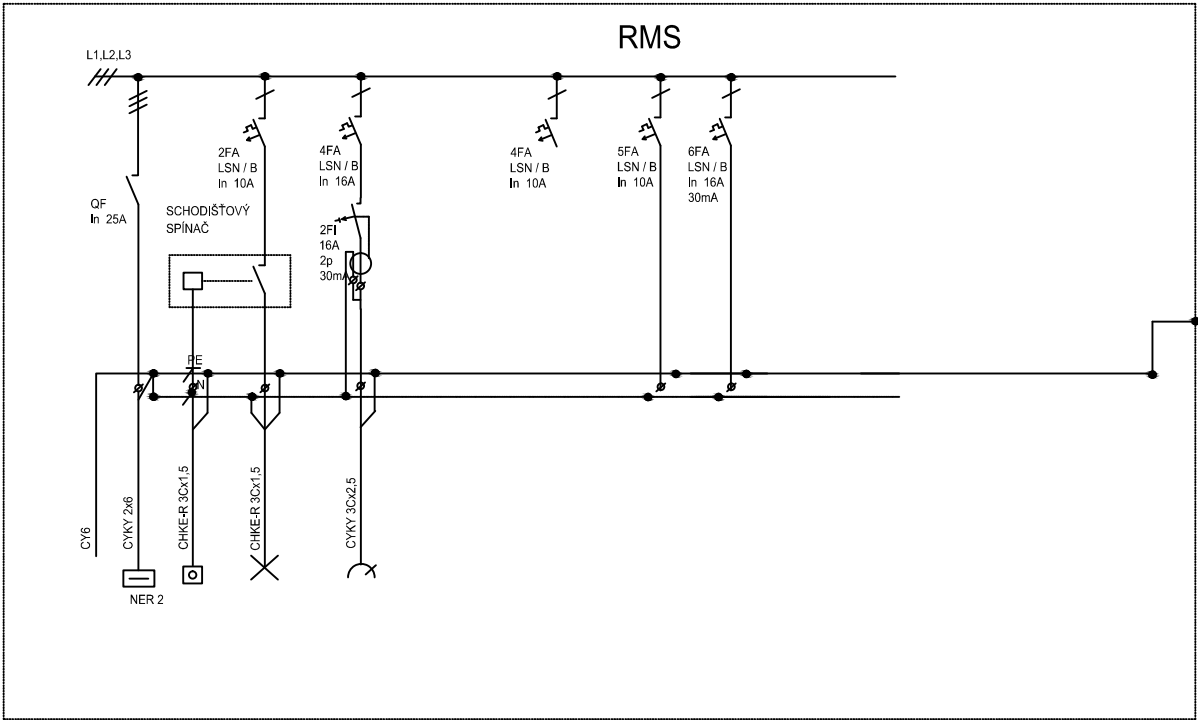 RMS
L1,L2,L3
QF
In 25A
2FA
LSN / B
In 10A
SCHODIŠŤOVÝ
SPÍNAČ
4FA
LSN / B
In 16A
2FI
16A
2p
30mA
4FA
LSN / B
In 10A
5FA
LSN / B
In 10A
6FA
LSN / B
In 16A
30mA
PE
N
CY6
CYKY 2x6
CHKE-R 3Cx1,5
CHKE-R 3Cx1,5
CYKY 3Cx2,5
NER 2